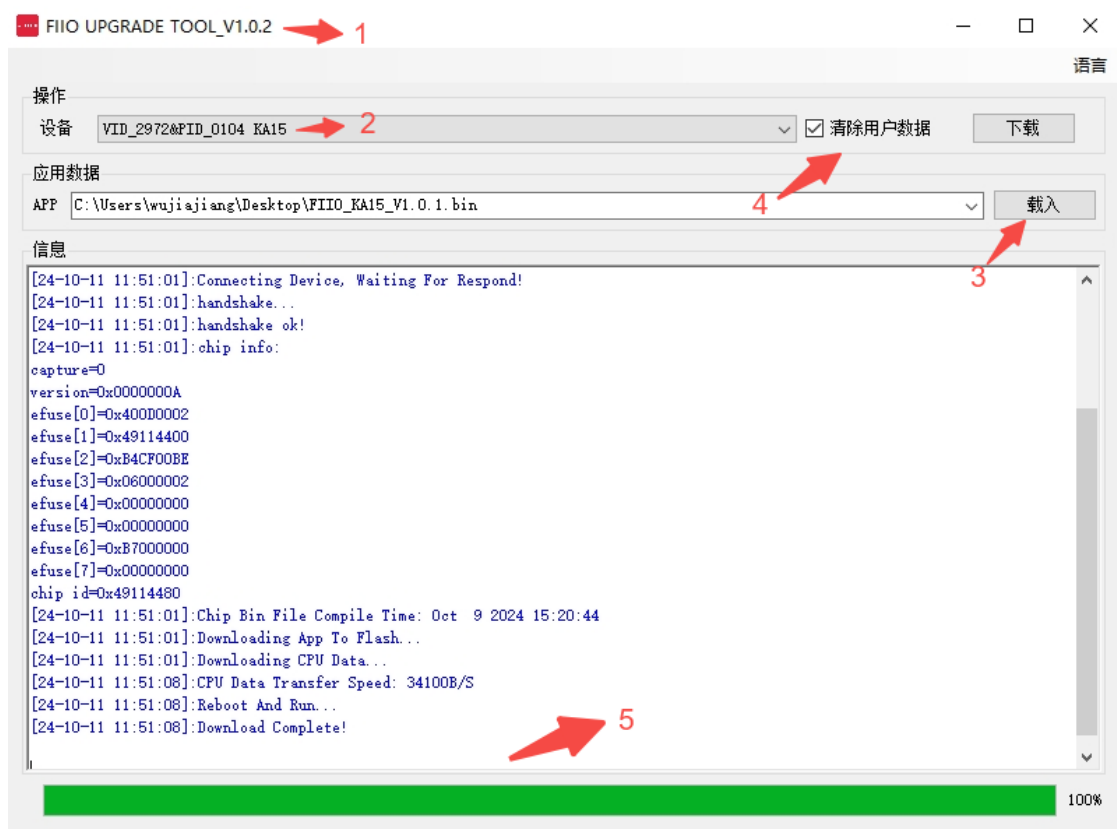 FIIO UPGRADE TOOL_V1.0.2 1
语言
操作
设备 VID_2972&PID_0104 KA15 2 清除用户数据 下载
应用数据
4
APP C:\Users\wujiajiang\Desktop\FIIO_KA15_V1.0.1.bin 载入
信息
3
[24-10-11 11:51:01]:Connecting Device, Waiting For Respond!
[24-10-11 11:51:01]:handshake...
[24-10-11 11:51:01]:handshake ok!
[24-10-11 11:51:01]:chip info:
capture=0
version=0x0000000A
efuse[0]=0x400D0002
efuse[1]=0x49114400
efuse[2]=0xB4CF00BE
efuse[3]=0x06000002
efuse[4]=0x00000000
efuse[5]=0x00000000
efuse[6]=0xB7000000
efuse[7]=0x00000000
chip id=0x49114480
[24-10-11 11:51:01]:Chip Bin File Compile Time: Oct  9 2024 15:20:44
[24-10-11 11:51:01]:Downloading App To Flash...
[24-10-11 11:51:01]:Downloading CPU Data...
[24-10-11 11:51:08]:CPU Data Transfer Speed: 34100B/S
[24-10-11 11:51:08]:Reboot And Run...
[24-10-11 11:51:08]:Download Complete!
5
100%